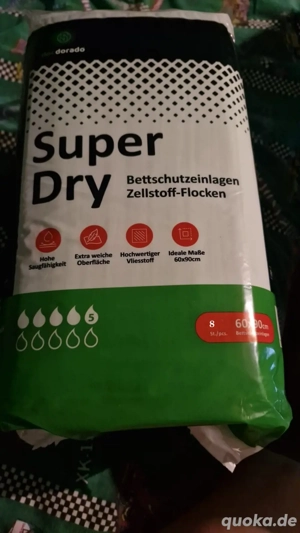 dorado
Super
Dry
Bettschutzeinlagen
Zellstoff-Flocken
Hohe
Saugfähigkeit
Extra weiche
Oberfläche
Hochwertiger
Vliesstoff
Ideale Maße
60x90cm
5
8
60x90cm
quoka.de